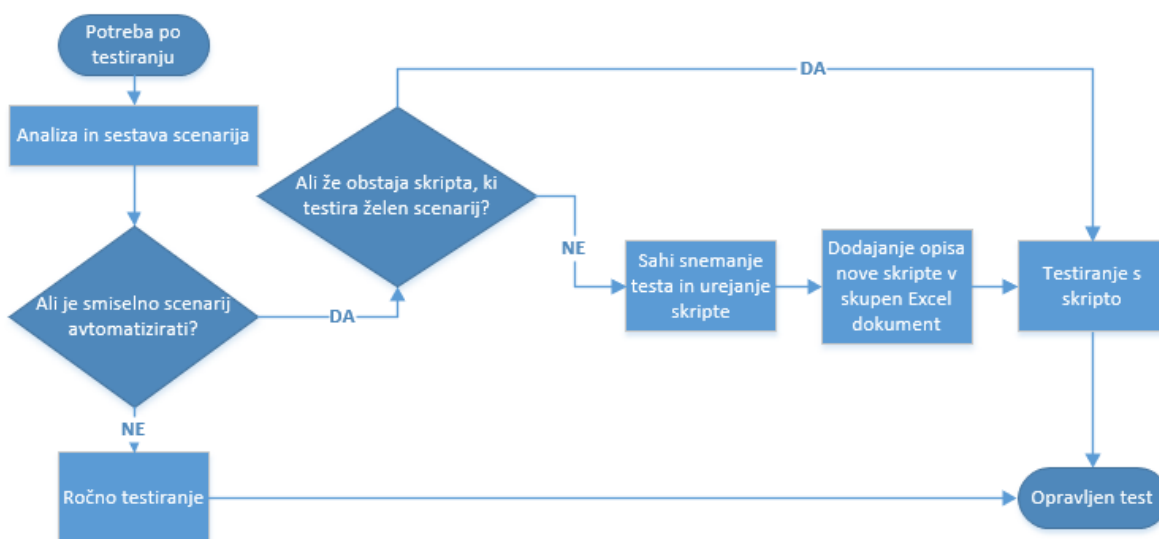 Potreba po
testiranju
Analiza in sestava scenarija
Ali je smiselno scenarij
avtomatizirati?
NE
Ročno testiranje
DA
Ali že obstaja skripta, ki
testira želen scenarij?
DA
NE
Sahi snemanje
testa in urejanje
skripte
Dodajanje opisa
nove skripte v
skupen Excel
dokument
Testiranje s
skripto
Opravljen test